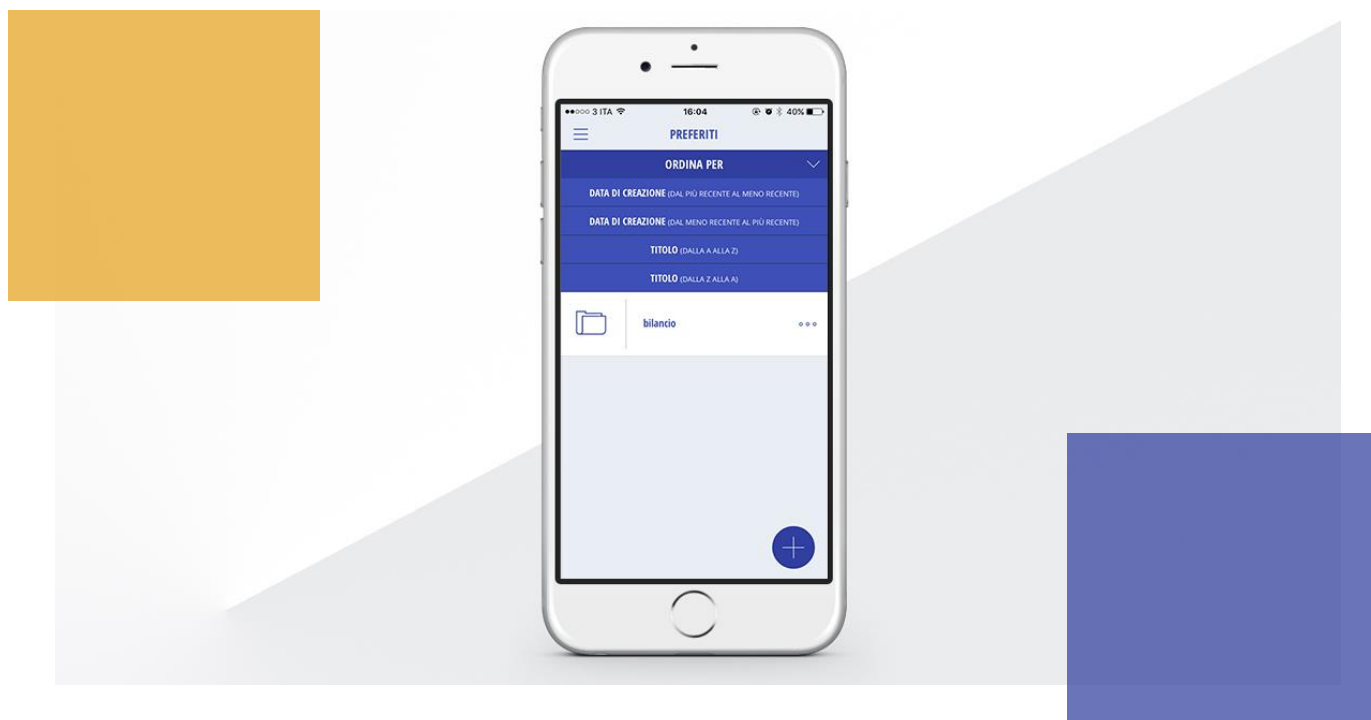 3 ITA 16:04 40%
PREFERITI
ORDINA PER
DATA DI CREAZIONE (DAL PIÙ RECENTE AL MENO RECENTE)
DATA DI CREAZIONE (DAL MENO RECENTE AL PIÙ RECENTE)
TITOLO (DALLA A ALLA Z)
TITOLO (DALLA Z ALLA A)
bilancio